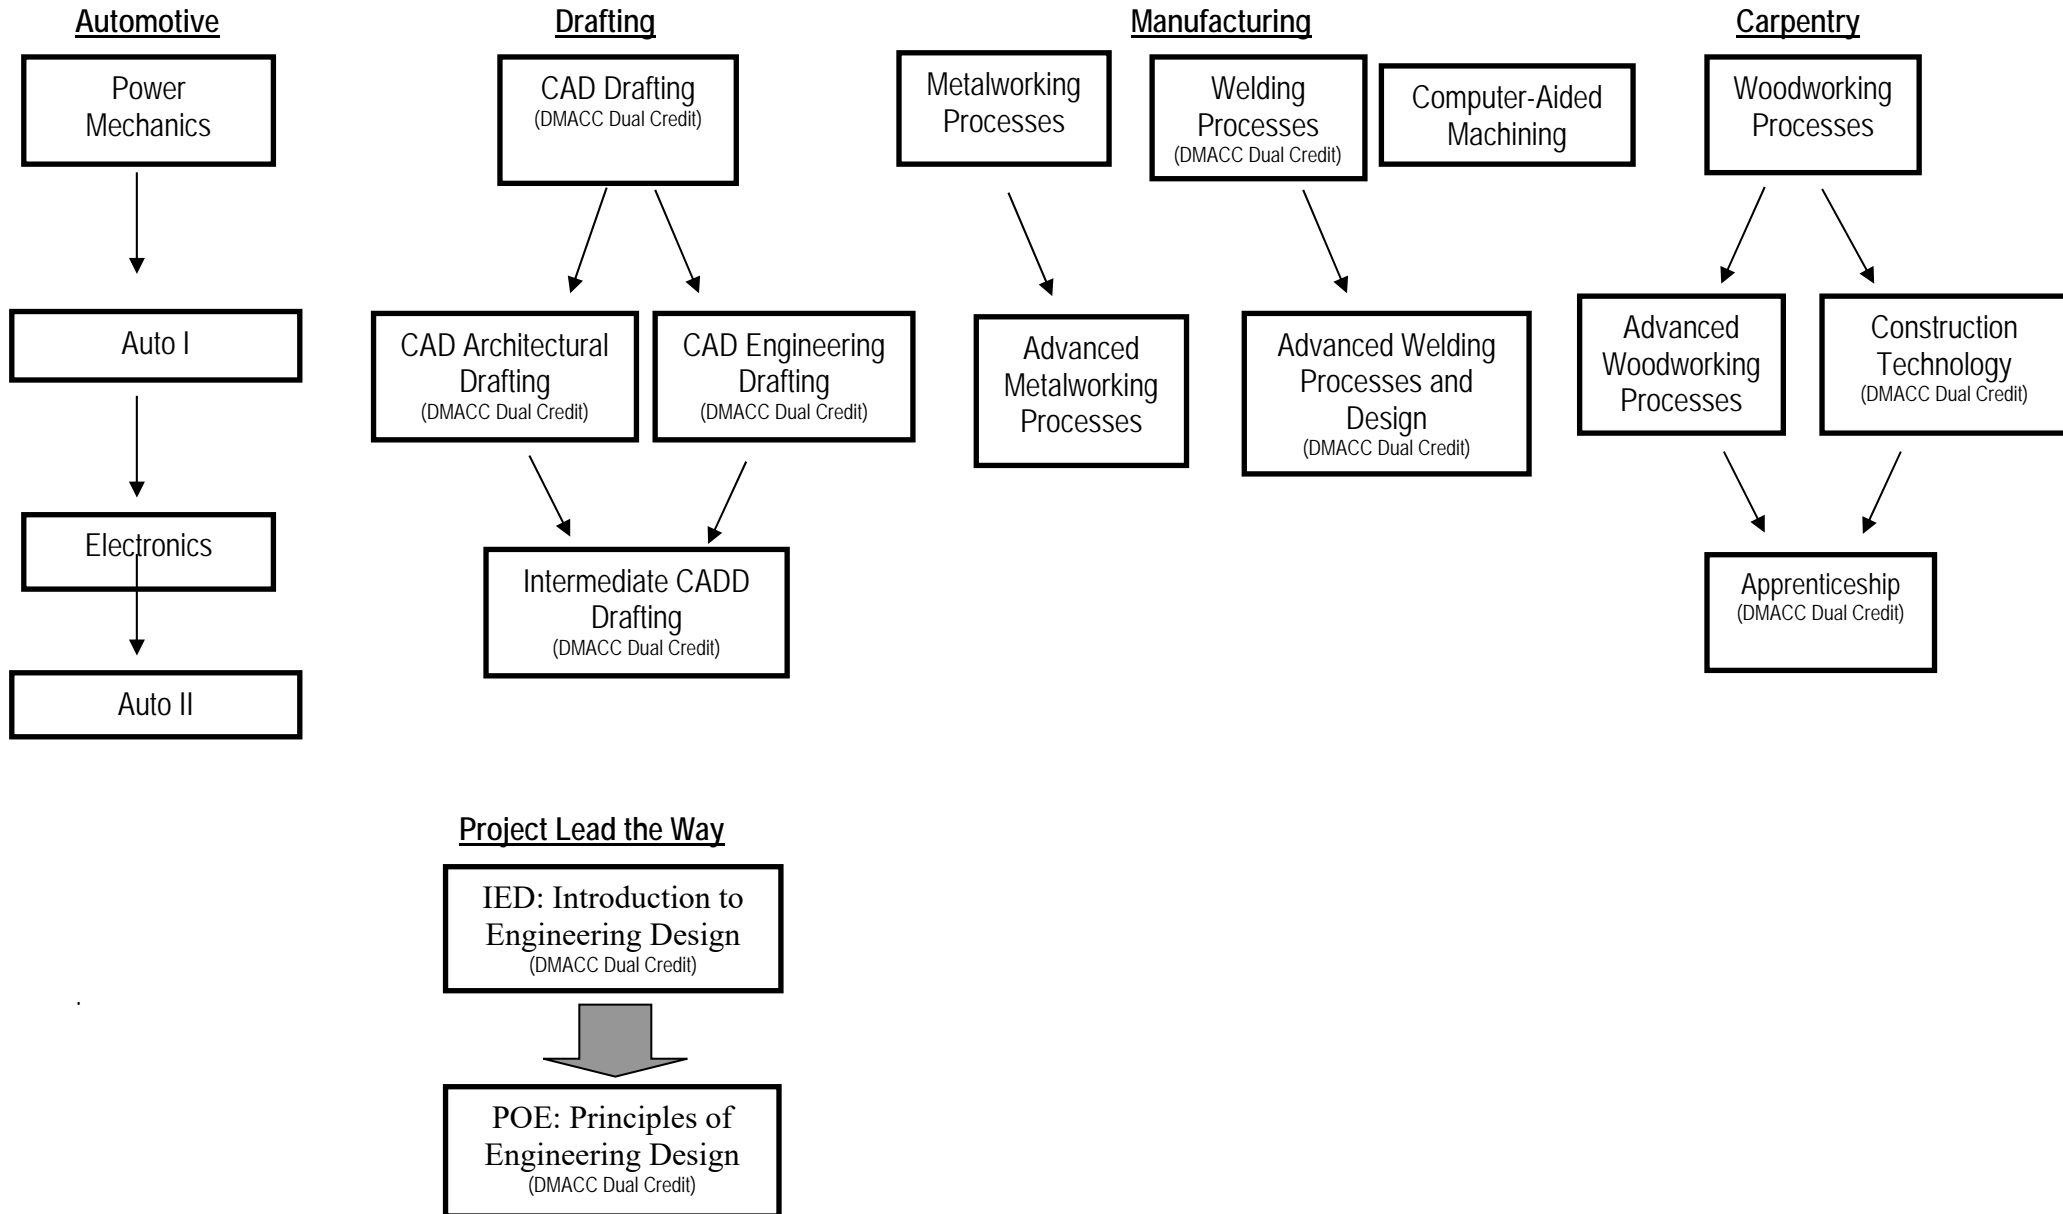 Automotive
Power
Mechanics
Auto I
Electronics
Auto II
Drafting
CAD Drafting
(DMACC Dual Credit)
CAD Architectural
Drafting
(DMACC Dual Credit)
CAD Engineering
Drafting
(DMACC Dual Credit)
Intermediate CADD
Drafting
(DMACC Dual Credit)
Manufacturing
Metalworking
Processes
Welding
Processes
(DMACC Dual Credit)
Computer-Aided
Machining
Advanced
Metalworking
Processes
Advanced Welding
Processes and
Design
(DMACC Dual Credit)
Carpentry
Woodworking
Processes
Advanced
Woodworking
Processes
Construction
Technology
(DMACC Dual Credit)
Apprenticeship
(DMACC Dual Credit)
Project Lead the Way
IED: Introduction to
Engineering Design
(DMACC Dual Credit)
.
POE: Principles of
Engineering Design
(DMACC Dual Credit)